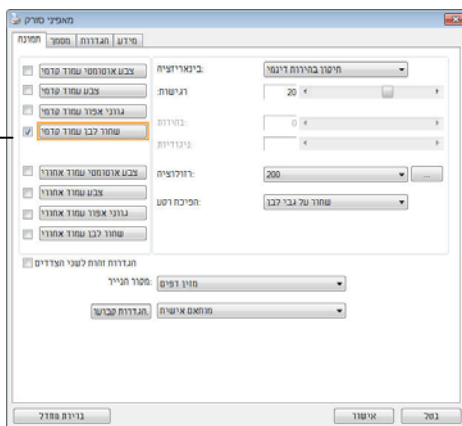 מאפייני סורק
תמונה מסמך הגדרות מידע
צבע אוטומטי עמוד קדמי
צבע עמוד קדמי
גווני אפור עמוד קדמי
שחור לבן עמוד קדמי
צבע אוטומטי עמוד אחורי
צבע עמוד אחורי
גווני אפור עמוד אחורי
שחור לבן עמוד אחורי
בינאריזציה: תיקון בהירות דינמי
רגישות: 20
בהירות: 0
ניגודיות:
רזולוציה: 200 ...
הפיכת רקע: שחור על גבי לבן
הגדרות זהות לשני הצדדים
מקור הנייר: מזין דפים
הגדרות קבועו. מותאם אישית
ברירת מחדל אישור בטל